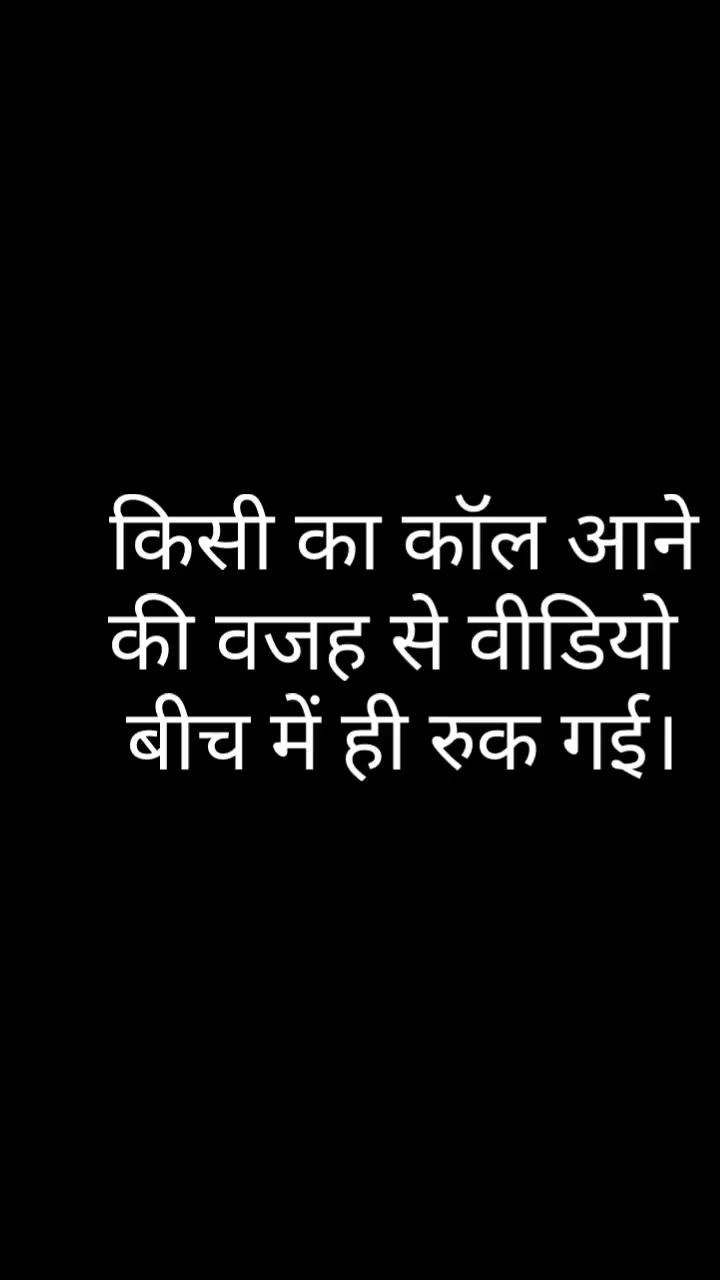 किसी का कॉल आने
की वजह से वीडियो
बीच में ही रुक गई।